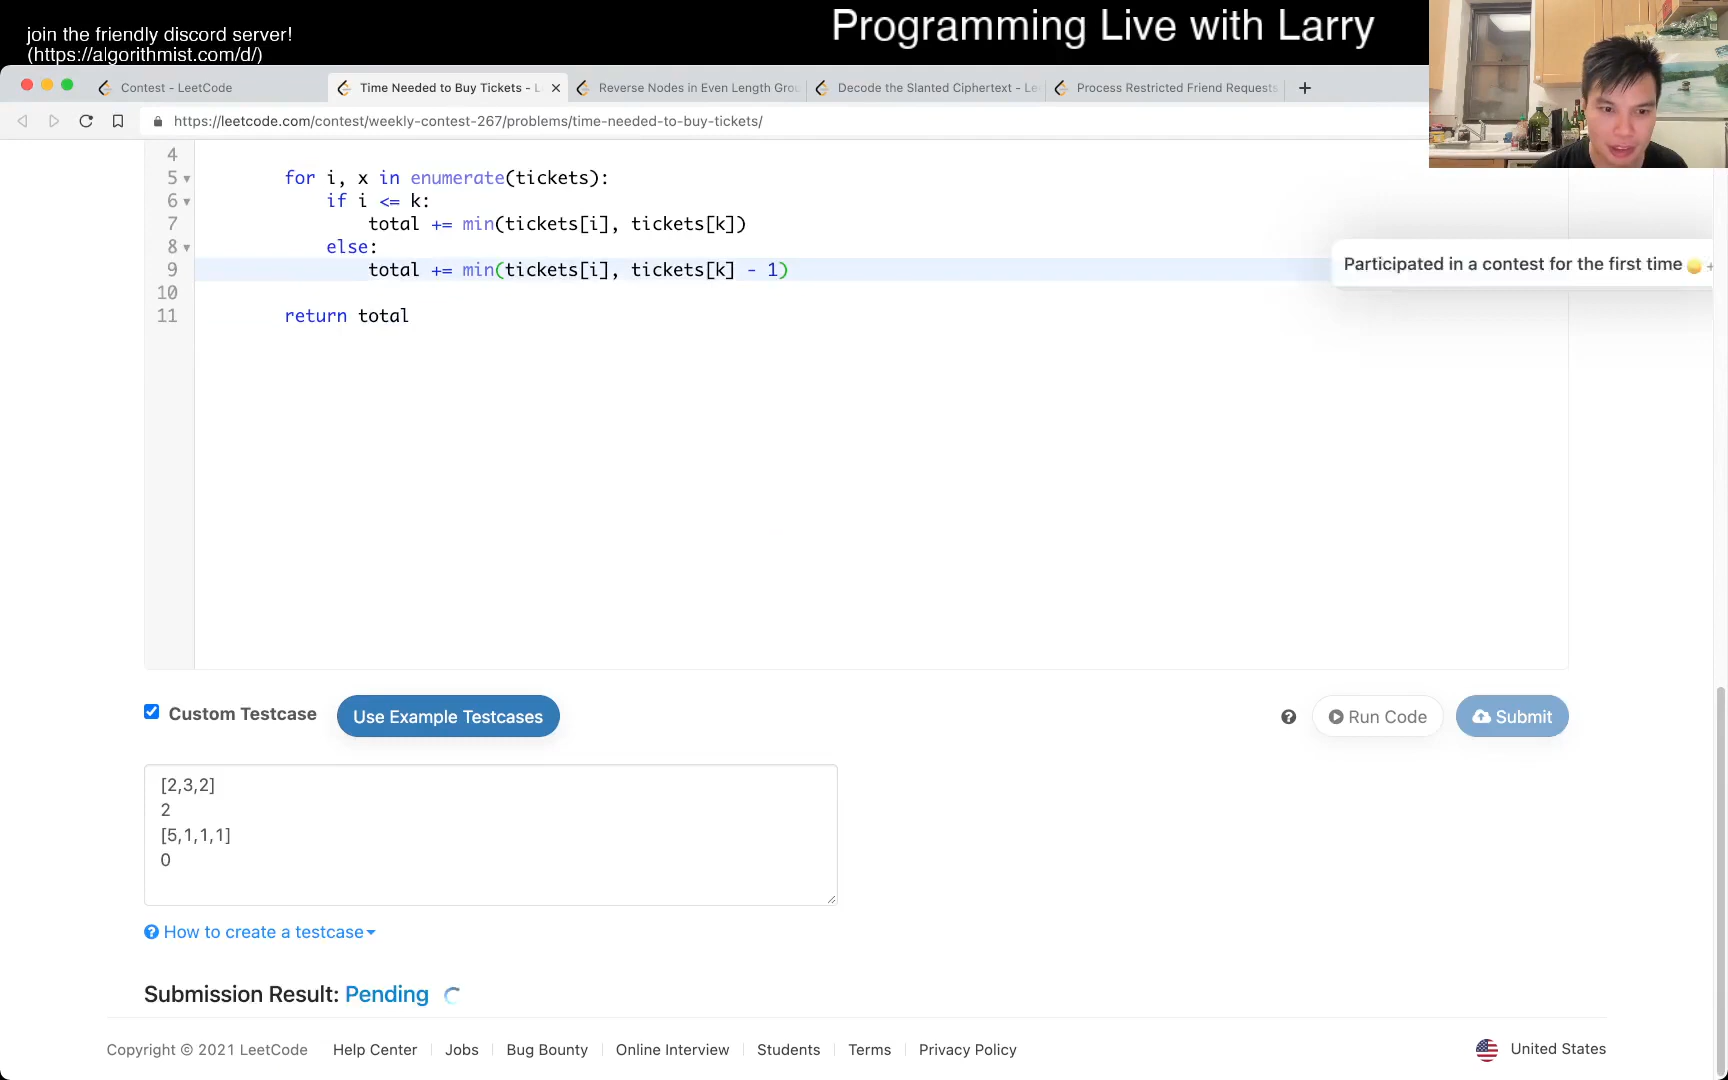 join the friendly discord server!
(https://algorithmist.com/d/)
Programming Live with Larry
Contest - LeetCode
Time Needed to Buy Tickets - L
Reverse Nodes in Even Length Grou
Decode the Slanted Ciphertext - Le
Process Restricted Friend Requests
https://leetcode.com/contest/weekly-contest-267/problems/time-needed-to-buy-tickets/
4
5 for i, x in enumerate(tickets):
6 if i <= k:
7 total += min(tickets[i], tickets[k])
8 else:
9 total += min(tickets[i], tickets[k] - 1)
10
11 return total
Participated in a contest for the first time +
Custom Testcase
Use Example Testcases
Run Code
Submit
[2,3,2]
2
[5,1,1,1]
0
How to create a testcase
Submission Result: Pending
Copyright © 2021 LeetCode
Help Center
Jobs
Bug Bounty
Online Interview
Students
Terms
Privacy Policy
United States